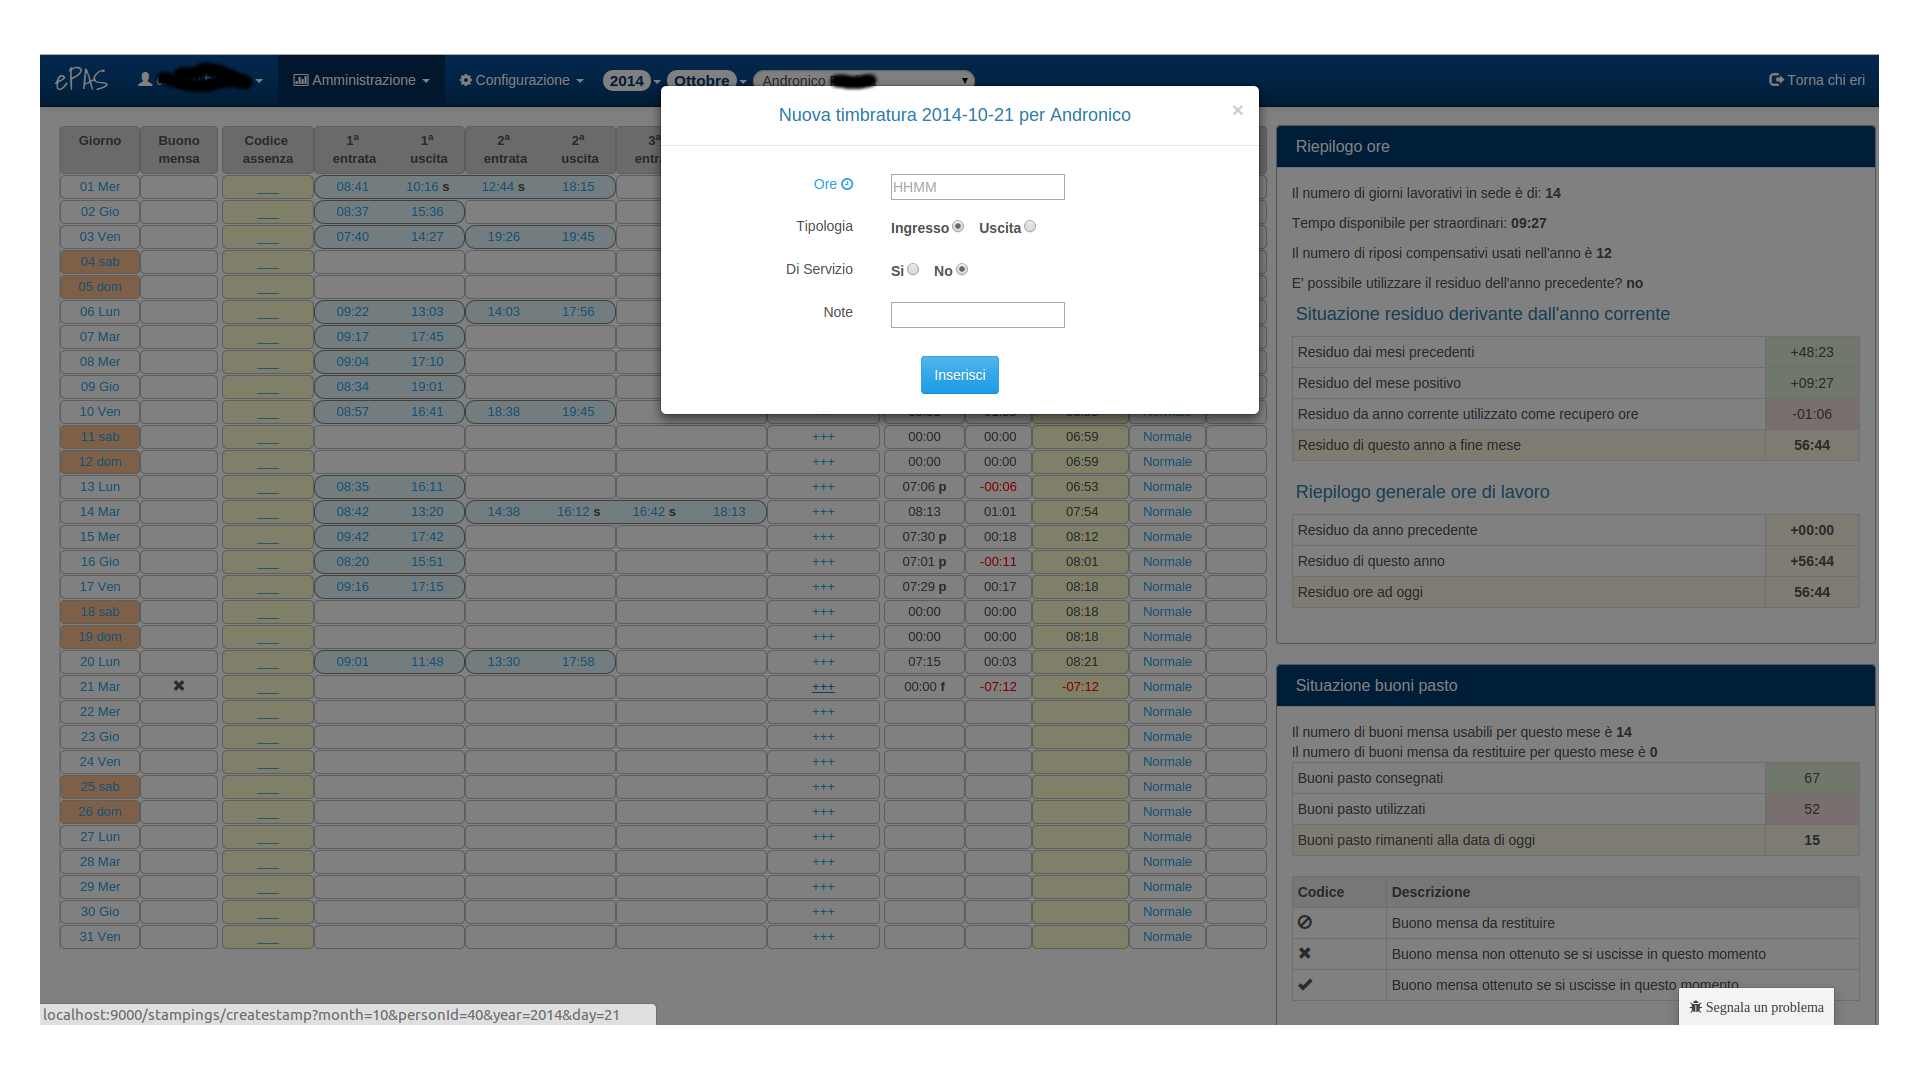 ePAS Amministrazione Configurazione 2014 Ottobre Andronico Torna chi eri
Nuova timbratura 2014-10-21 per Andronico ×
Ore HHMM
Tipologia Ingresso Uscita
Di Servizio Si No
Note
Inserisci
Giorno Buono mensa Codice assenza 1ª entrata 1ª uscita 2ª entrata 2ª uscita 3ª
01 Mer ___ 08:41 10:16 s 12:44 s 18:15
02 Gio ___ 08:37 15:36
03 Ven ___ 07:40 14:27 19:26 19:45
04 sab ___
05 dom ___
06 Lun ___ 09:22 13:03 14:03 17:56
07 Mar ___ 09:17 17:45
08 Mer ___ 09:04 17:10
09 Gio ___ 08:34 19:01
10 Ven ___ 08:57 16:41 18:38 19:45
11 sab ___ +++ 00:00 00:00 06:59 Normale
12 dom ___ +++ 00:00 00:00 06:59 Normale
13 Lun ___ 08:35 16:11 +++ 07:06 p -00:06 06:53 Normale
14 Mar ___ 08:42 13:20 14:38 16:12 s 16:42 s 18:13 +++ 08:13 01:01 07:54 Normale
15 Mer ___ 09:42 17:42 +++ 07:30 p 00:18 08:12 Normale
16 Gio ___ 08:20 15:51 +++ 07:01 p -00:11 08:01 Normale
17 Ven ___ 09:16 17:15 +++ 07:29 p 00:17 08:18 Normale
18 sab ___ +++ 00:00 00:00 08:18 Normale
19 dom ___ +++ 00:00 00:00 08:18 Normale
20 Lun ___ 09:01 11:48 13:30 17:58 +++ 07:15 00:03 08:21 Normale
21 Mar ✖ ___ +++ 00:00 f -07:12 -07:12 Normale
22 Mer ___ +++ Normale
23 Gio ___ +++ Normale
24 Ven ___ +++ Normale
25 sab ___ +++ Normale
26 dom ___ +++ Normale
27 Lun ___ +++ Normale
28 Mar ___ +++ Normale
29 Mer ___ +++ Normale
30 Gio ___ +++ Normale
31 Ven ___ +++ Normale
Riepilogo ore
Il numero di giorni lavorativi in sede è di: 14
Tempo disponibile per straordinari: 09:27
Il numero di riposi compensativi usati nell'anno è 12
E' possibile utilizzare il residuo dell'anno precedente? no
Situazione residuo derivante dall'anno corrente
Residuo dai mesi precedenti +48:23
Residuo del mese positivo +09:27
Residuo da anno corrente utilizzato come recupero ore -01:06
Residuo di questo anno a fine mese 56:44
Riepilogo generale ore di lavoro
Residuo da anno precedente +00:00
Residuo di questo anno +56:44
Residuo ore ad oggi 56:44
Situazione buoni pasto
Il numero di buoni mensa usabili per questo mese è 14
Il numero di buoni mensa da restituire per questo mese è 0
Buoni pasto consegnati 67
Buoni pasto utilizzati 52
Buoni pasto rimanenti alla data di oggi 15
Codice Descrizione
Buono mensa da restituire
Buono mensa non ottenuto se si uscisse in questo momento
Buono mensa ottenuto se si uscisse in questo momento
Segnala un problema
localhost:9000/stampings/createstamp?month=10&personId=40&year=2014&day=21